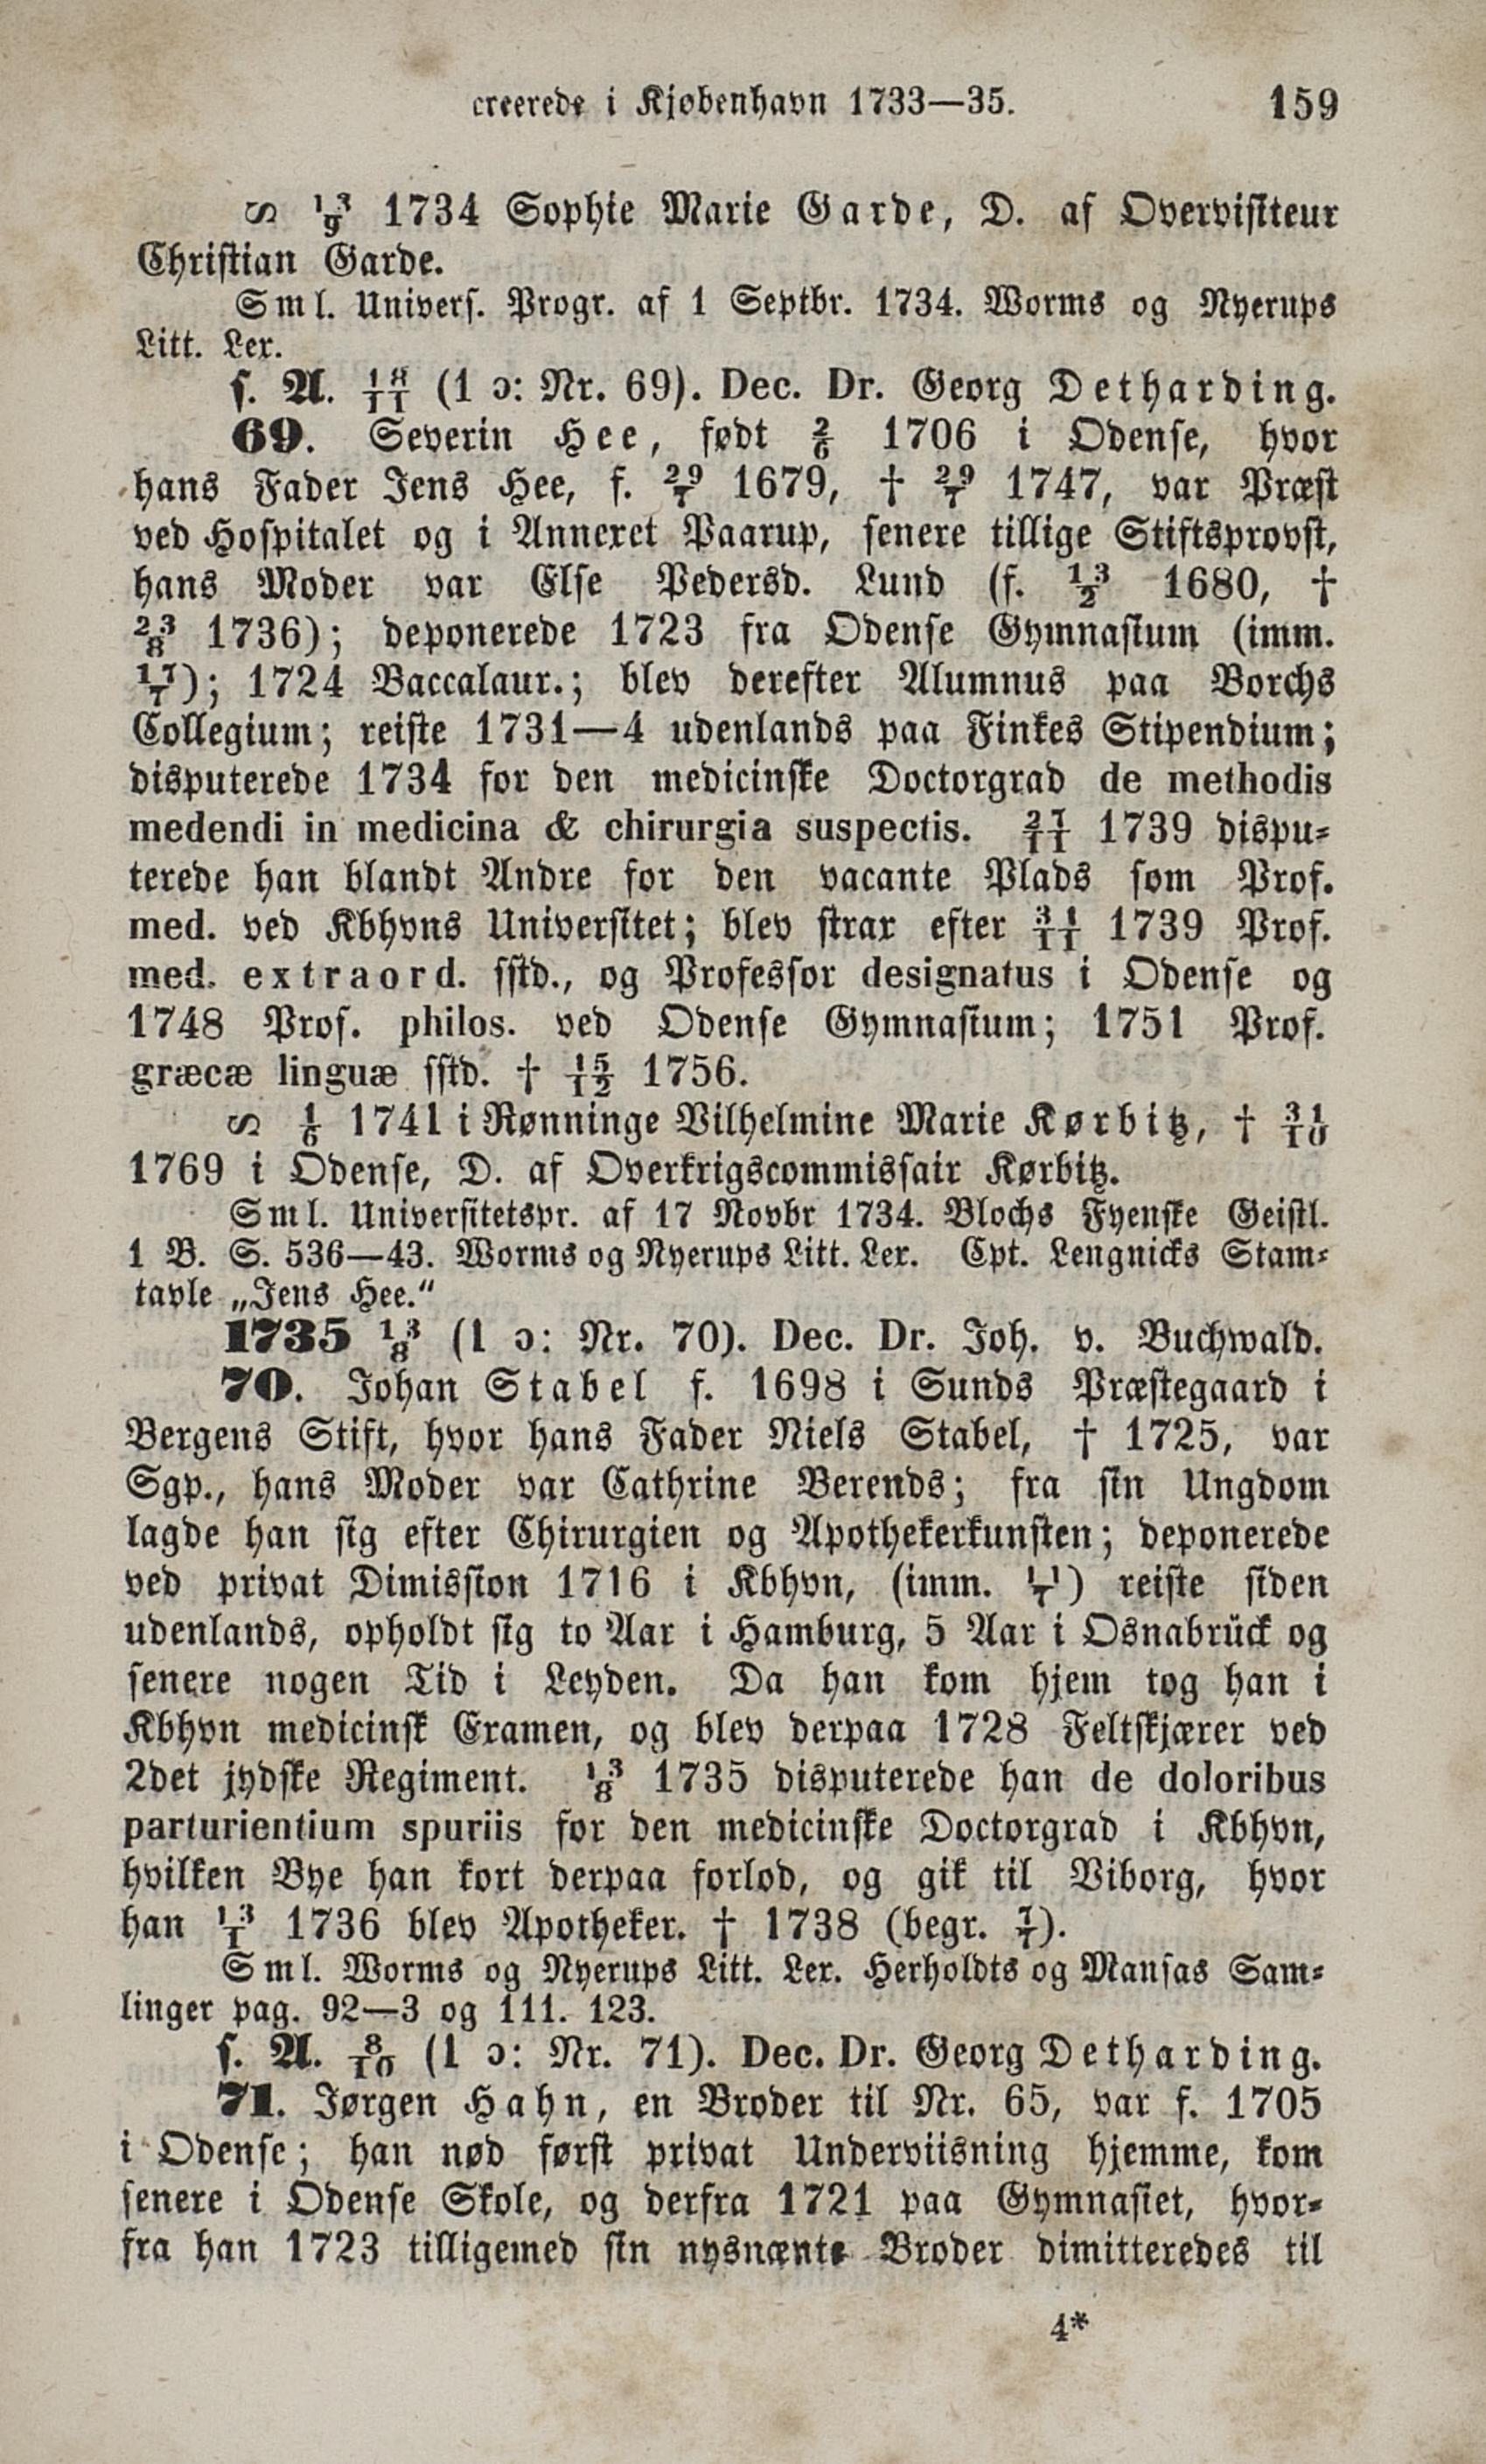 creerede i Kjøbenhavn 1733—35. 159
∽ 13/9 1734 Sophie Marie Garde, D. af Overvisiteur
Christian Garde.
Sml. Univers. Progr. af 1 Septbr. 1734. Worms og Nyerups
Litt. Lex.
s. A. 18/11 (1 ɔ: Nr. 69). Dec. Dr. Georg Detharding.
69. Severin Hee, født 2/6 1706 i Odense, hvor
hans Fader Jens Hee, f. 29/7 1679, † 29/7 1747, var Præst
ved Hospitalet og i Annexet Paarup, senere tillige Stiftsprovst,
hans Moder var Else Pedersd. Lund (f. 13/2 1680, †
23/8 1736); deponerede 1723 fra Odense Gymnasium (imm.
17/7); 1724 Baccalaur.; blev derefter Alumnus paa Borchs
Collegium; reiste 1731—4 udenlands paa Finkes Stipendium;
disputerede 1734 for den medicinske Doctorgrad de methodis
medendi in medicina & chirurgia suspectis. 27/11 1739 dispu-
terede han blandt Andre for den vacante Plads som Prof.
med. ved Kbhvns Universitet; blev strax efter 31/11 1739 Prof.
med. extraord. sstd., og Professor designatus i Odense og
1748 Prof. philos. ved Odense Gymnasium; 1751 Prof.
græcæ linguæ sstd. † 15/12 1756.
∽ 1/6 1741 i Rønninge Vilhelmine Marie Kørbitz, † 31/10
1769 i Odense, D. af Overkrigscommissair Kørbitz.
Sml. Universitetspr. af 17 Novbr 1734. Blochs Fyenske Geistl.
1 B. S. 536—43. Worms og Nyerups Litt. Lex. Cpt. Lengnicks Stam-
tavle „Jens Hee.“
1735 13/8 (1 ɔ: Nr. 70). Dec. Dr. Joh. v. Buchwald.
70. Johan Stabel f. 1698 i Sunds Præstegaard i
Bergens Stift, hvor hans Fader Niels Stabel, † 1725, var
Sgp., hans Moder var Cathrine Berends; fra sin Ungdom
lagde han sig efter Chirurgien og Apothekerkunsten; deponerede
ved privat Dimission 1716 i Kbhvn, (imm. 11/7) reiste siden
udenlands, opholdt sig to Aar i Hamburg, 5 Aar i Osnabrück og
senere nogen Tid i Leyden. Da han kom hjem tog han i
Kbhvn medicinsk Examen, og blev derpaa 1728 Feltskjærer ved
2det jydske Regiment. 13/8 1735 disputerede han de doloribus
parturientium spuriis for den medicinske Doctorgrad i Kbhvn,
hvilken Bye han kort derpaa forlod, og gik til Viborg, hvor
han 13/1 1736 blev Apotheker. † 1738 (begr. 7/7).
Sml. Worms og Nyerups Litt. Lex. Herholdts og Mansas Sam-
linger pag. 92—3 og 111. 123.
s. A. 8/10 (1 ɔ: Nr. 71). Dec. Dr. Georg Detharding.
71. Jørgen Hahn, en Broder til Nr. 65, var f. 1705
i Odense; han nød først privat Underviisning hjemme, kom
senere i Odense Skole, og derfra 1721 paa Gymnasiet, hvor-
fra han 1723 tilligemed sin nysnænte Broder dimitteredes til
4*